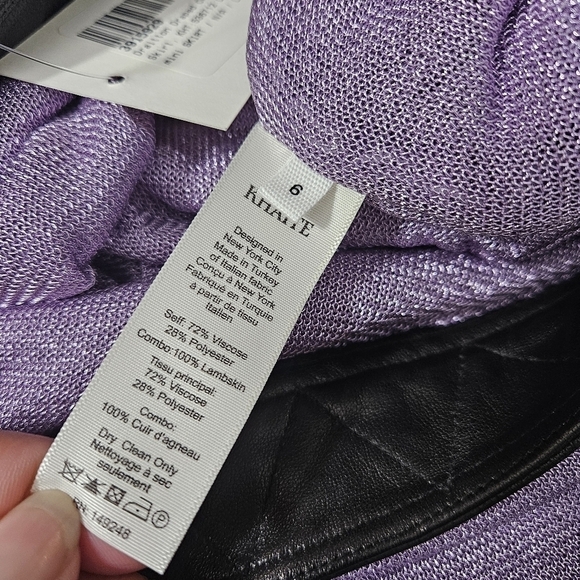 6
KHAITE
Designed in
New York City
Made in Turkey
of Italian fabric
Conçu à New York
Fabriqué en Turquie
à partir de tissu
Italien
Self: 72% Viscose
28% Polyester
Combo:100% Lambskin
Tissu principal:
72% Viscose
28% Polyester
Combo:
100% Cuir d'agneau
Dry Clean Only
Nettoyage à sec
seulement
149248